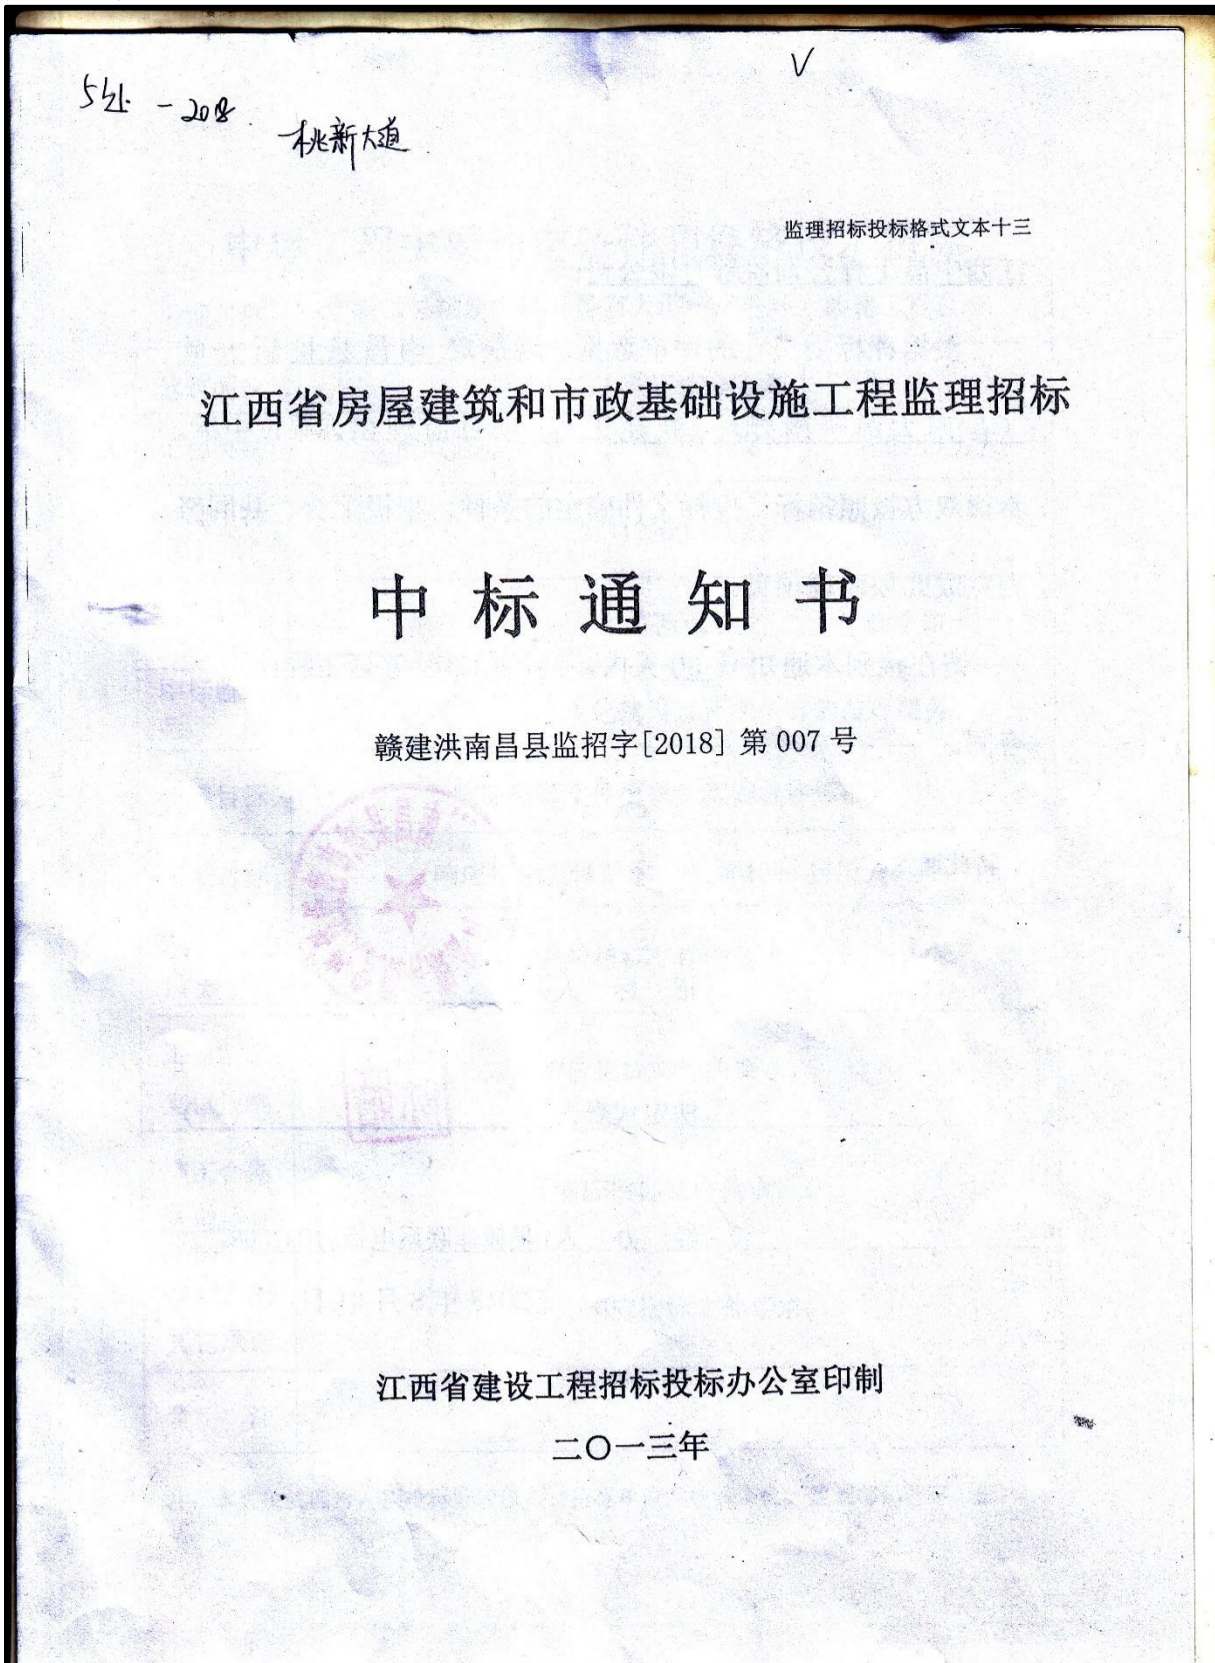 V
5处 - 2018
桃新大道
监理招标投标格式文本十三
江西省房屋建筑和市政基础设施工程监理招标
中标通知书
赣建洪南昌县监招字[2018] 第 007 号
江西省建设工程招标投标办公室印制
二〇一三年